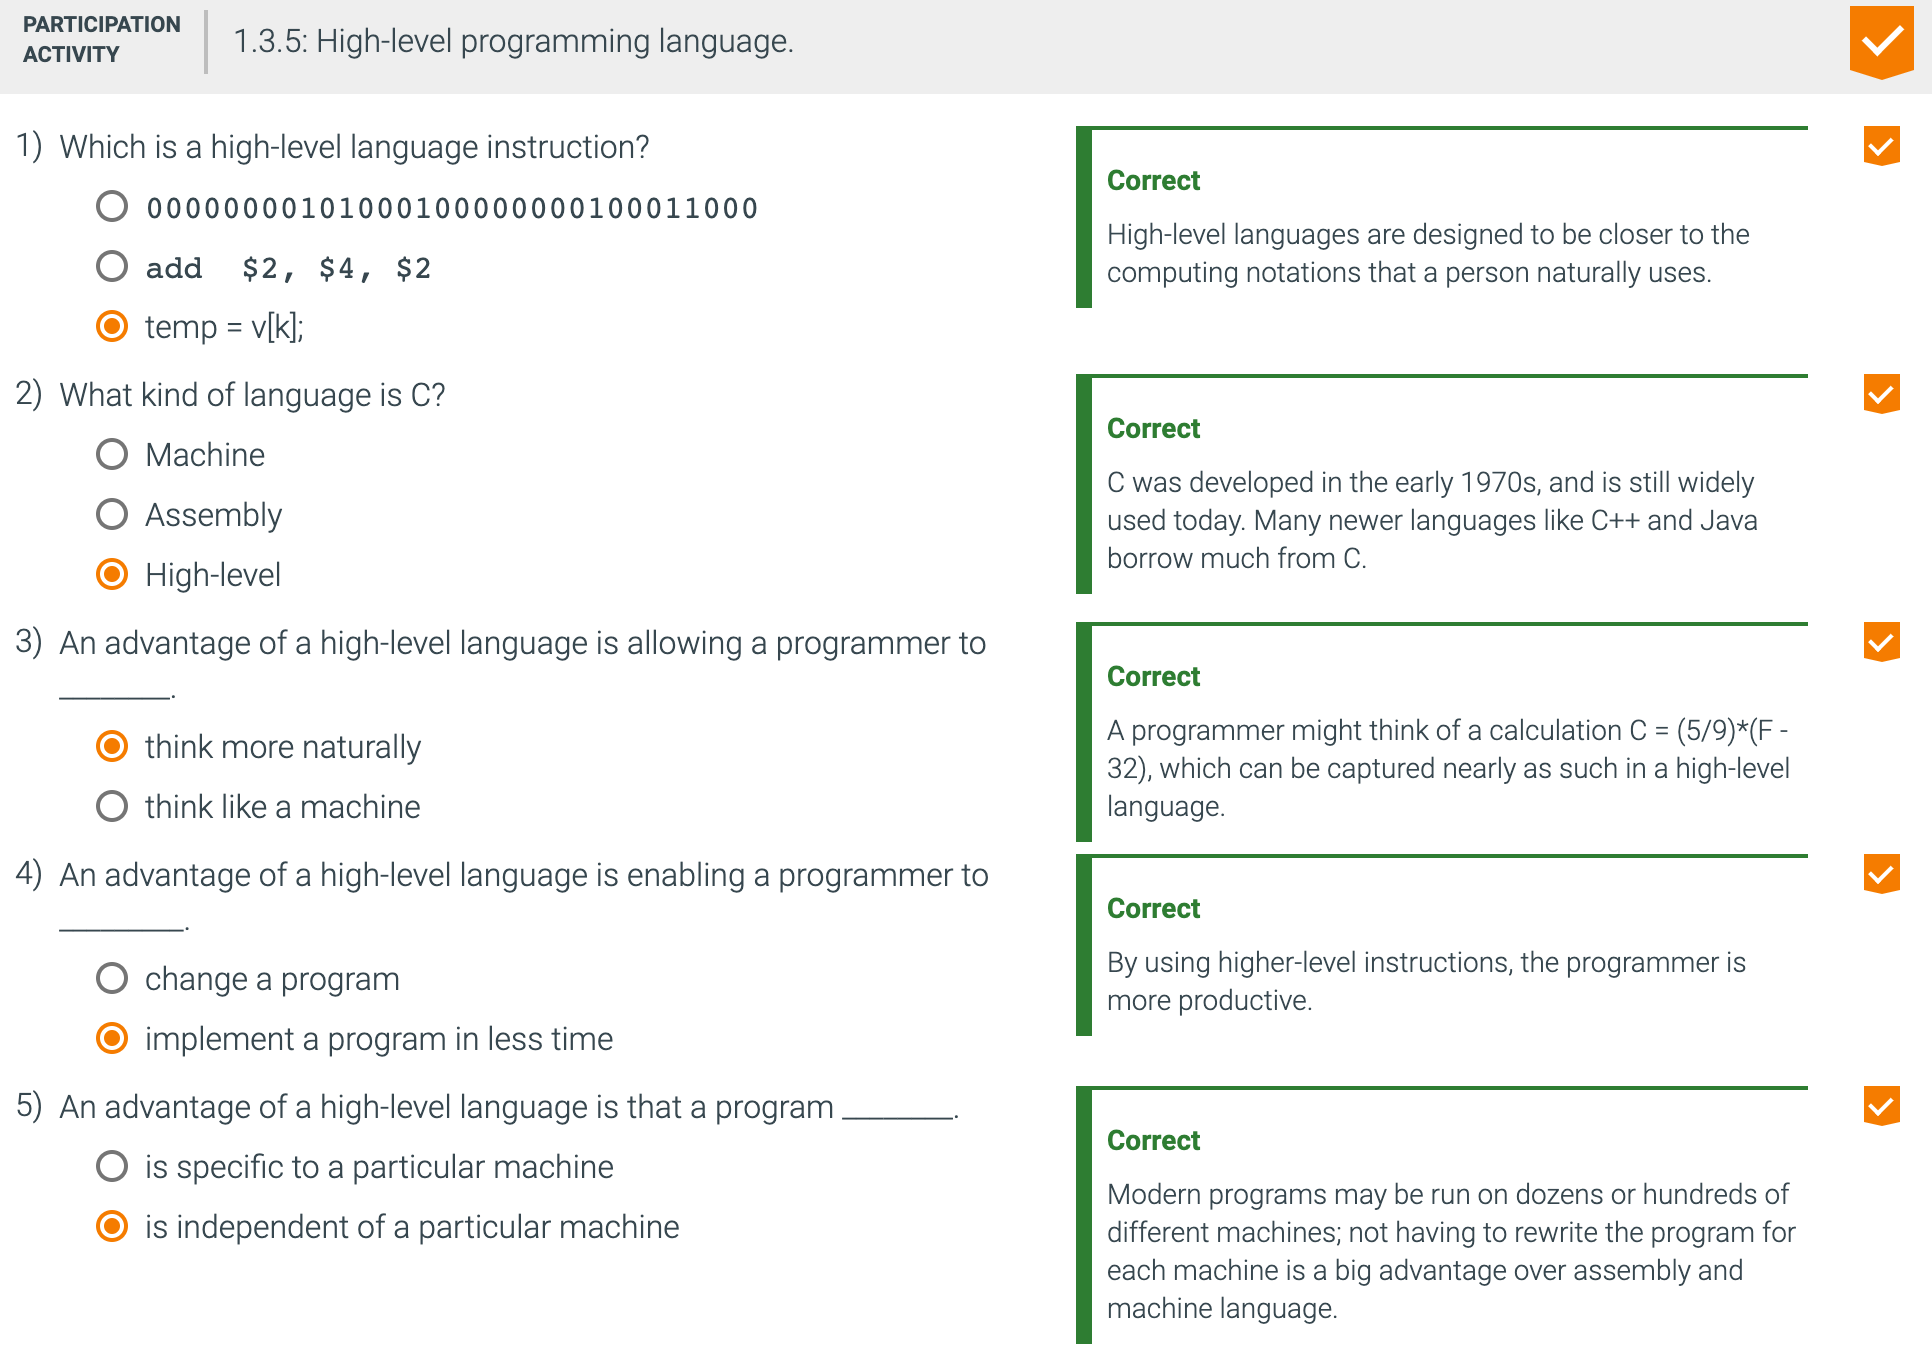 PARTICIPATION
ACTIVITY
1.3.5: High-level programming language.
1) Which is a high-level language instruction?
00000000101000100000000100011000
add  $2, $4, $2
temp = v[k];
Correct
High-level languages are designed to be closer to the
computing notations that a person naturally uses.
2) What kind of language is C?
Machine
Assembly
High-level
Correct
C was developed in the early 1970s, and is still widely
used today. Many newer languages like C++ and Java
borrow much from C.
3) An advantage of a high-level language is allowing a programmer to
________.
think more naturally
think like a machine
Correct
A programmer might think of a calculation C = (5/9)*(F -
32), which can be captured nearly as such in a high-level
language.
4) An advantage of a high-level language is enabling a programmer to
_________.
change a program
implement a program in less time
Correct
By using higher-level instructions, the programmer is
more productive.
5) An advantage of a high-level language is that a program ________.
is specific to a particular machine
is independent of a particular machine
Correct
Modern programs may be run on dozens or hundreds of
different machines; not having to rewrite the program for
each machine is a big advantage over assembly and
machine language.